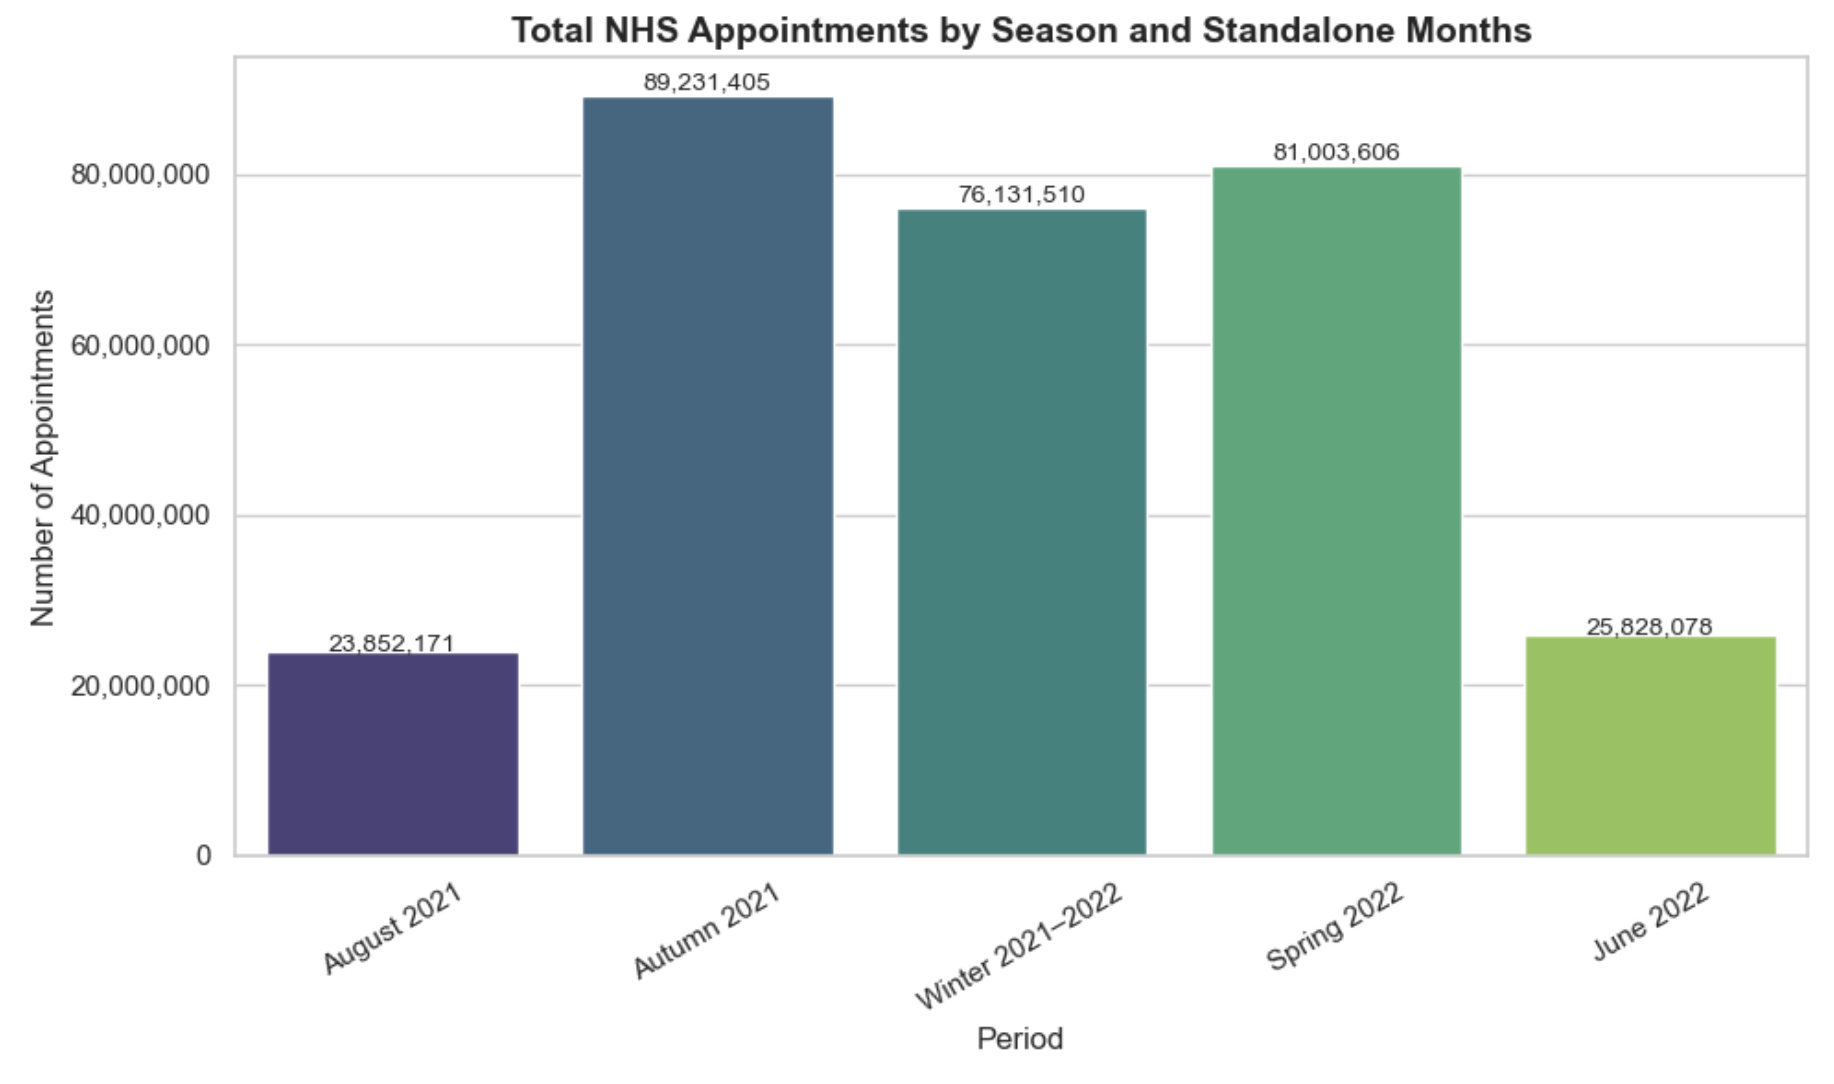 Total NHS Appointments by Season and Standalone Months
89,231,405
81,003,606
80,000,000
76,131,510
60,000,000
Number of Appointments
40,000,000
25,828,078
23,852,171
20,000,000
0
August 2021
Autumn 2021
Winter 2021–2022
Spring 2022
June 2022
Period